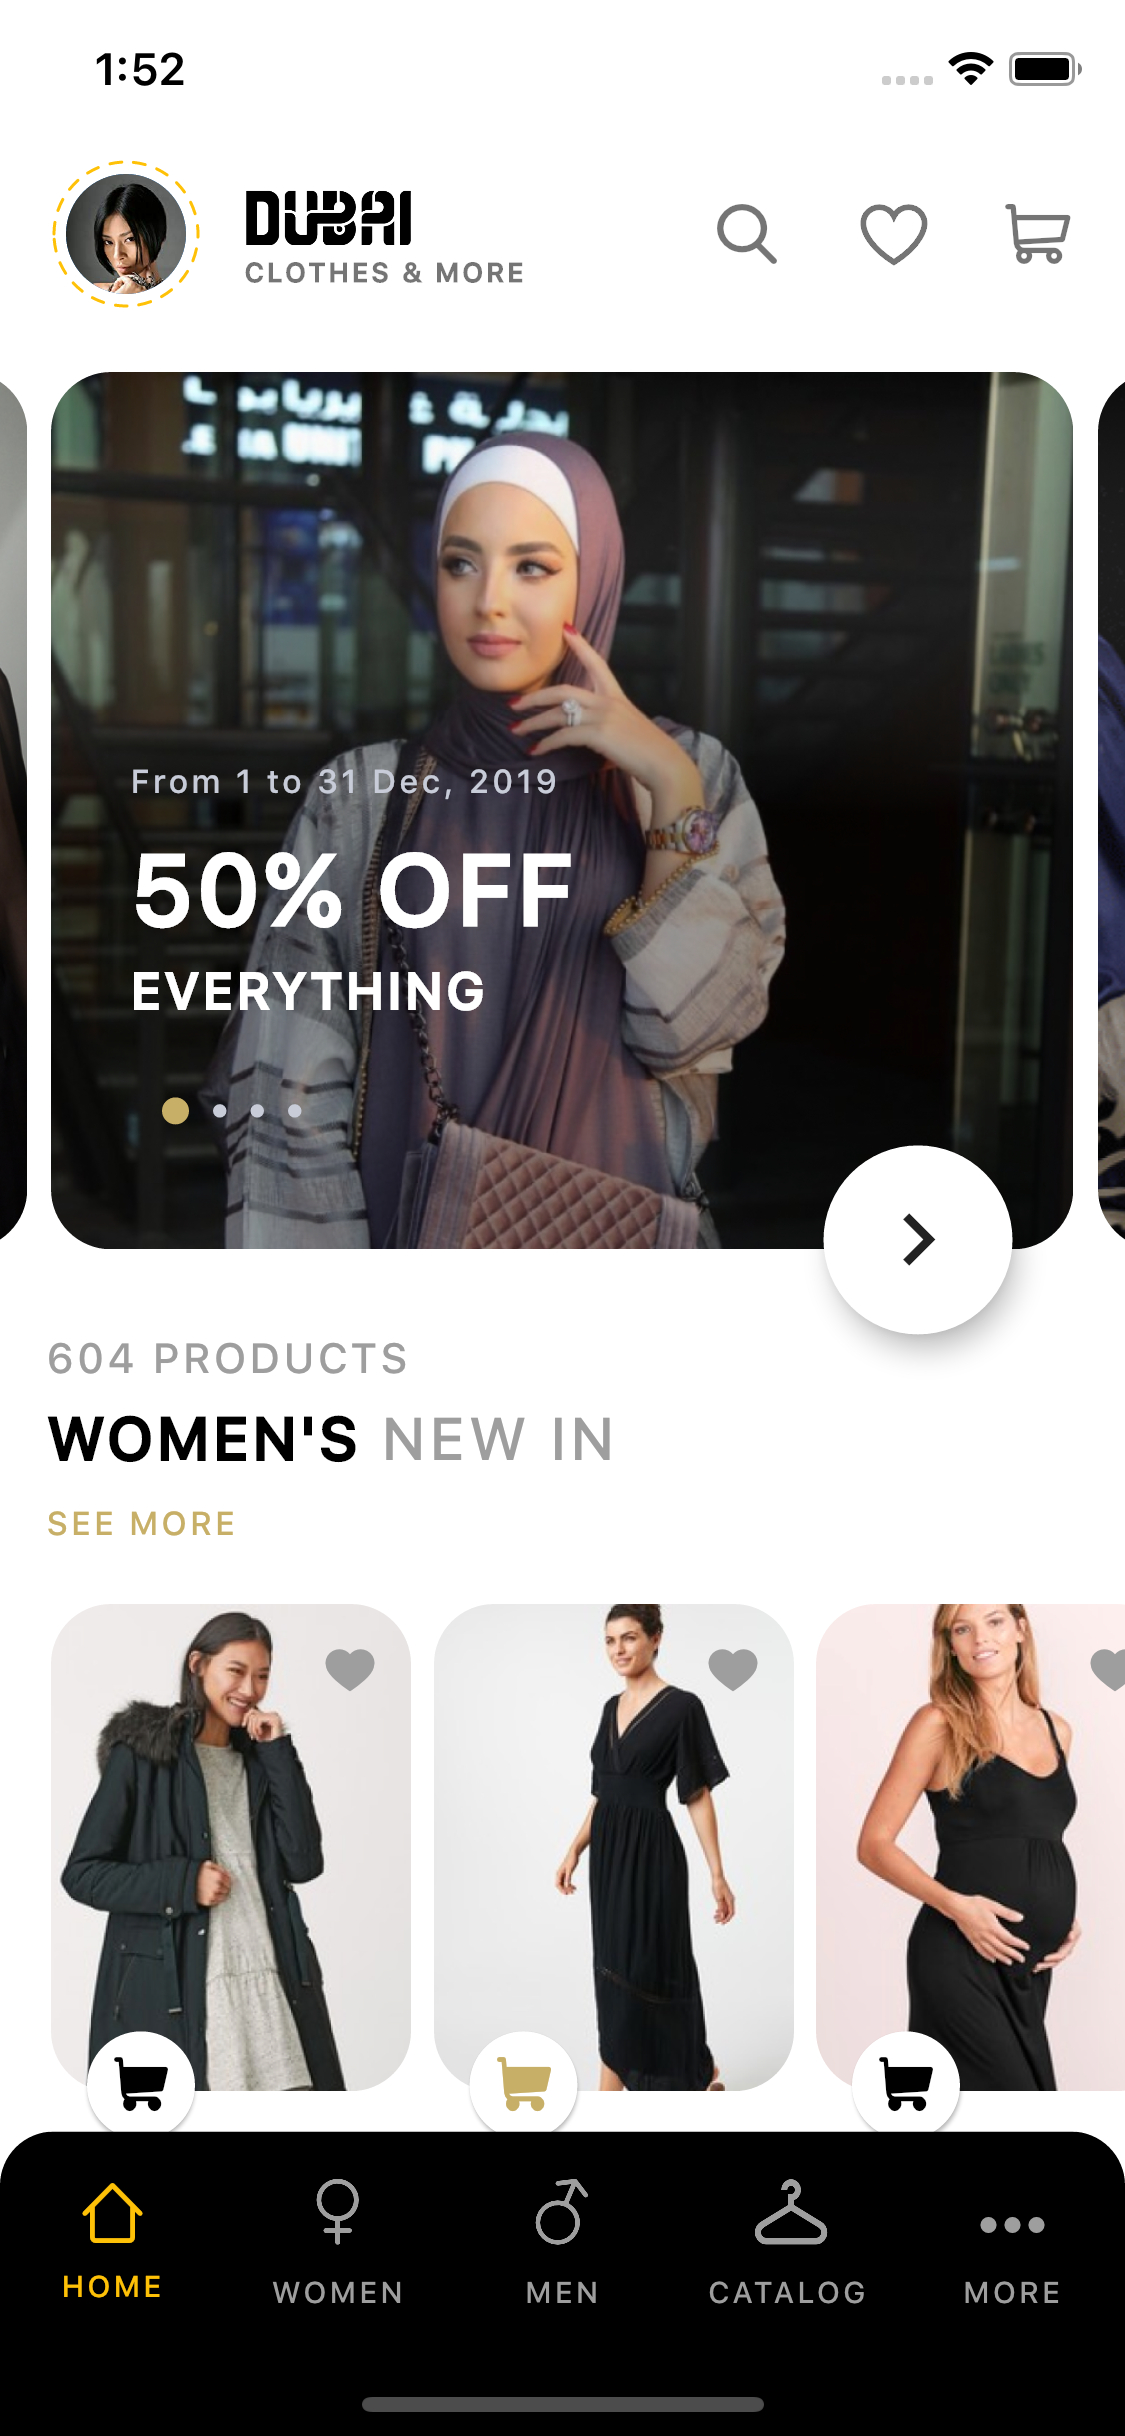 1:52
DUBAI
CLOTHES & MORE
From 1 to 31 Dec, 2019
50% OFF
EVERYTHING
604 PRODUCTS
WOMEN'S NEW IN
SEE MORE
HOME
WOMEN
MEN
CATALOG
MORE